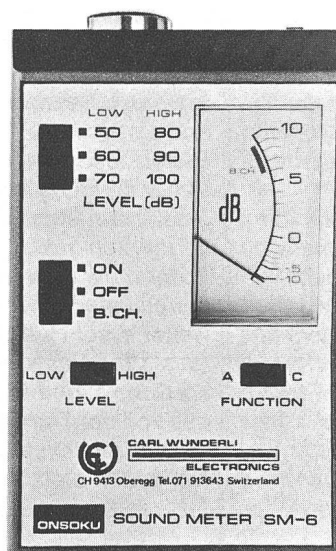 LOW HIGH
50 80
60 90
70 100
LEVEL (dB)
10
B.CH.
5
dB
0
-5
-10
ON
OFF
B.CH.
LOW HIGH
LEVEL
A C
FUNCTION
CARL WUNDERLI
ELECTRONICS
CH 9413 Oberegg Tel.071 913643 Switzerland
ONSOKU SOUND METER SM-6